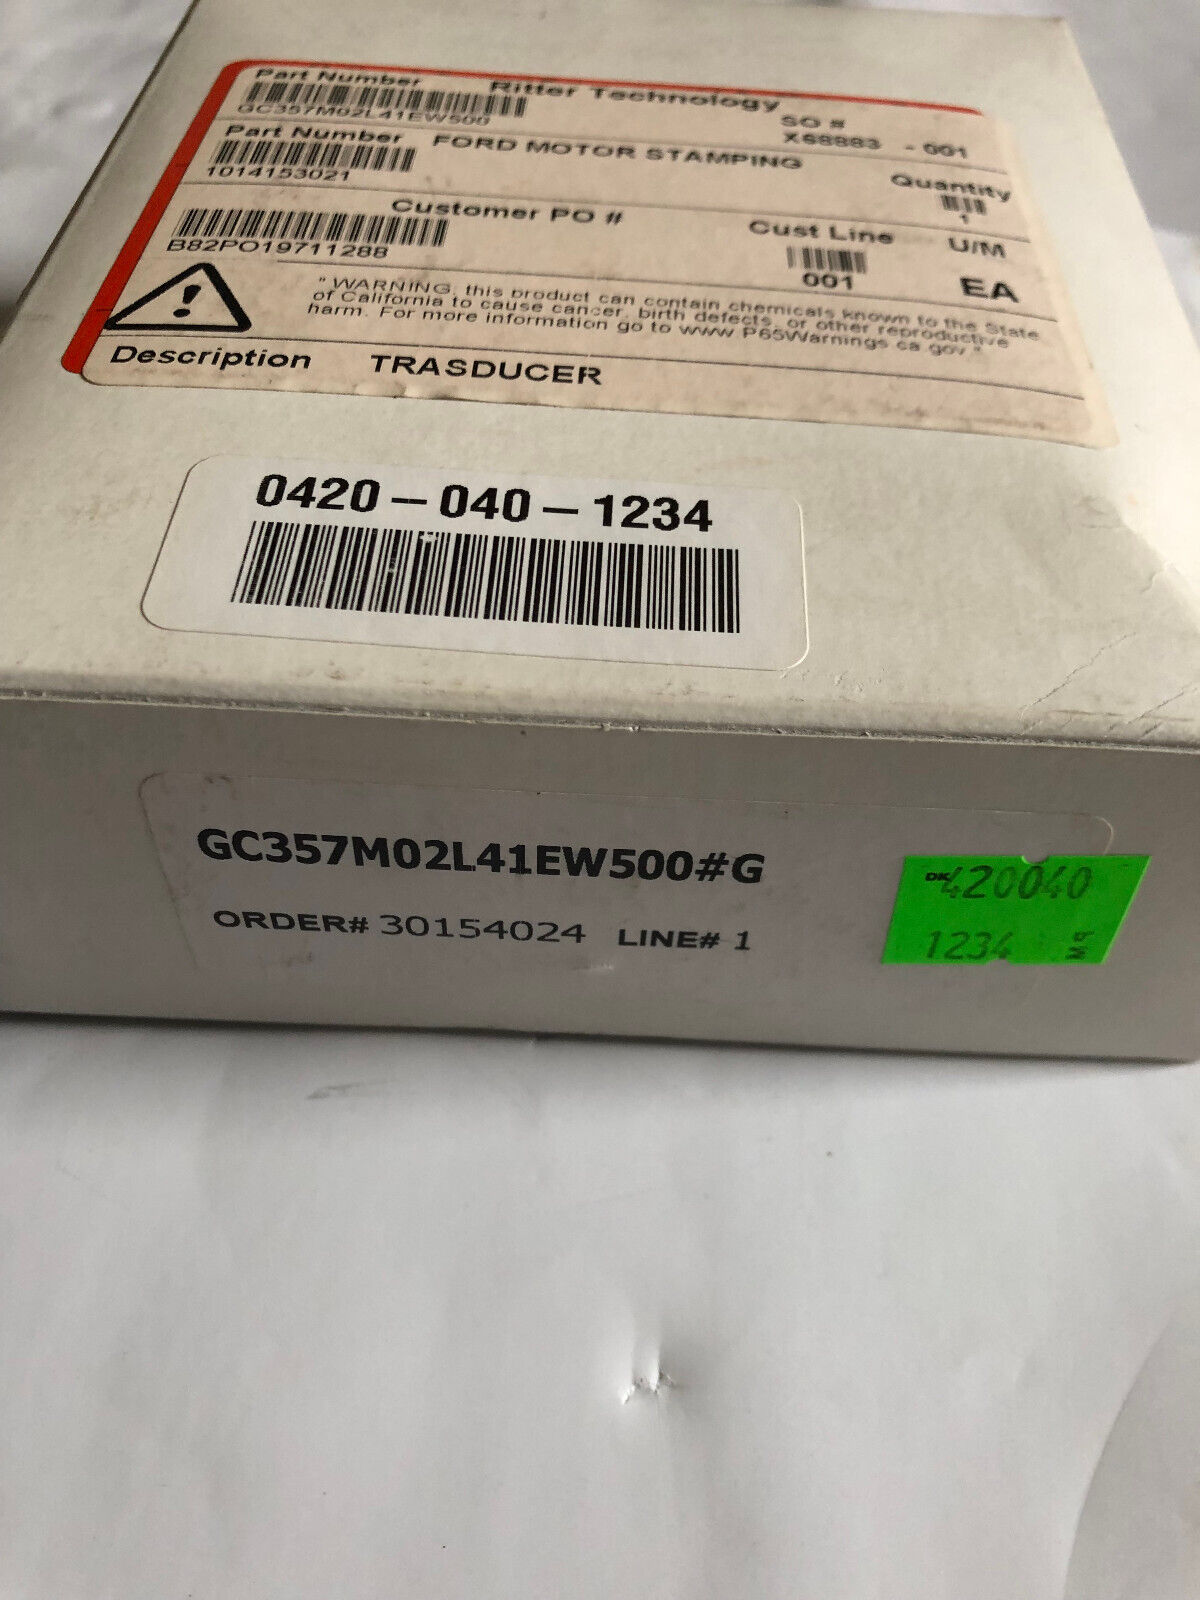 Part Number Ritter Technology
GC357M02L41EW500
SO #
X68883 - 001
Part Number FORD MOTOR STAMPING
1014153021
Quantity
1
Customer PO #
B82PO19711288
Cust Line
001
U/M
EA
"WARNING, this product can contain chemicals known to the State
of California to cause cancer, birth defects, or other reproductive
harm. For more information go to www.P65Warnings.ca.gov."
Description TRASDUCER
0420-040-1234
GC357M02L41EW500#G
ORDER# 30154024 LINE# 1
DK 420040
1234